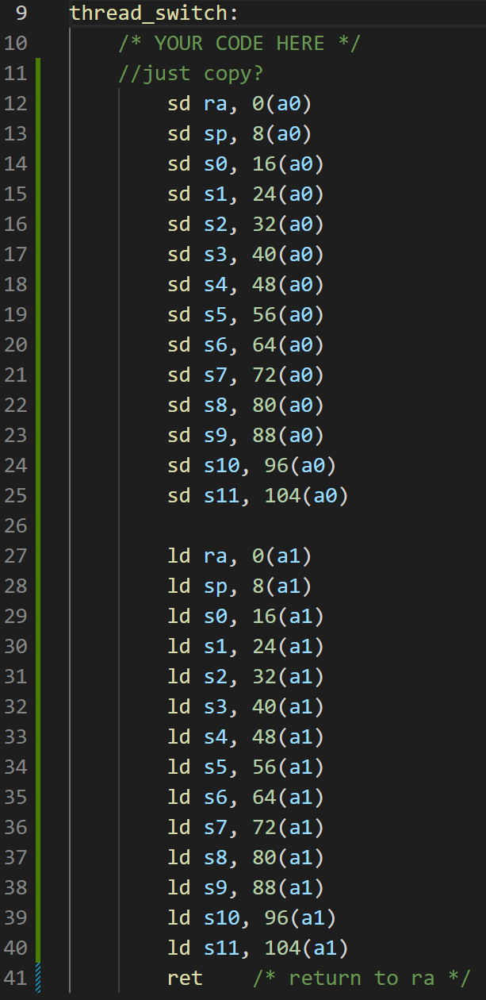 9 thread_switch:
10 /* YOUR CODE HERE */
11 //just copy?
12 sd ra, 0(a0)
13 sd sp, 8(a0)
14 sd s0, 16(a0)
15 sd s1, 24(a0)
16 sd s2, 32(a0)
17 sd s3, 40(a0)
18 sd s4, 48(a0)
19 sd s5, 56(a0)
20 sd s6, 64(a0)
21 sd s7, 72(a0)
22 sd s8, 80(a0)
23 sd s9, 88(a0)
24 sd s10, 96(a0)
25 sd s11, 104(a0)
26
27 ld ra, 0(a1)
28 ld sp, 8(a1)
29 ld s0, 16(a1)
30 ld s1, 24(a1)
31 ld s2, 32(a1)
32 ld s3, 40(a1)
33 ld s4, 48(a1)
34 ld s5, 56(a1)
35 ld s6, 64(a1)
36 ld s7, 72(a1)
37 ld s8, 80(a1)
38 ld s9, 88(a1)
39 ld s10, 96(a1)
40 ld s11, 104(a1)
41 ret /* return to ra */